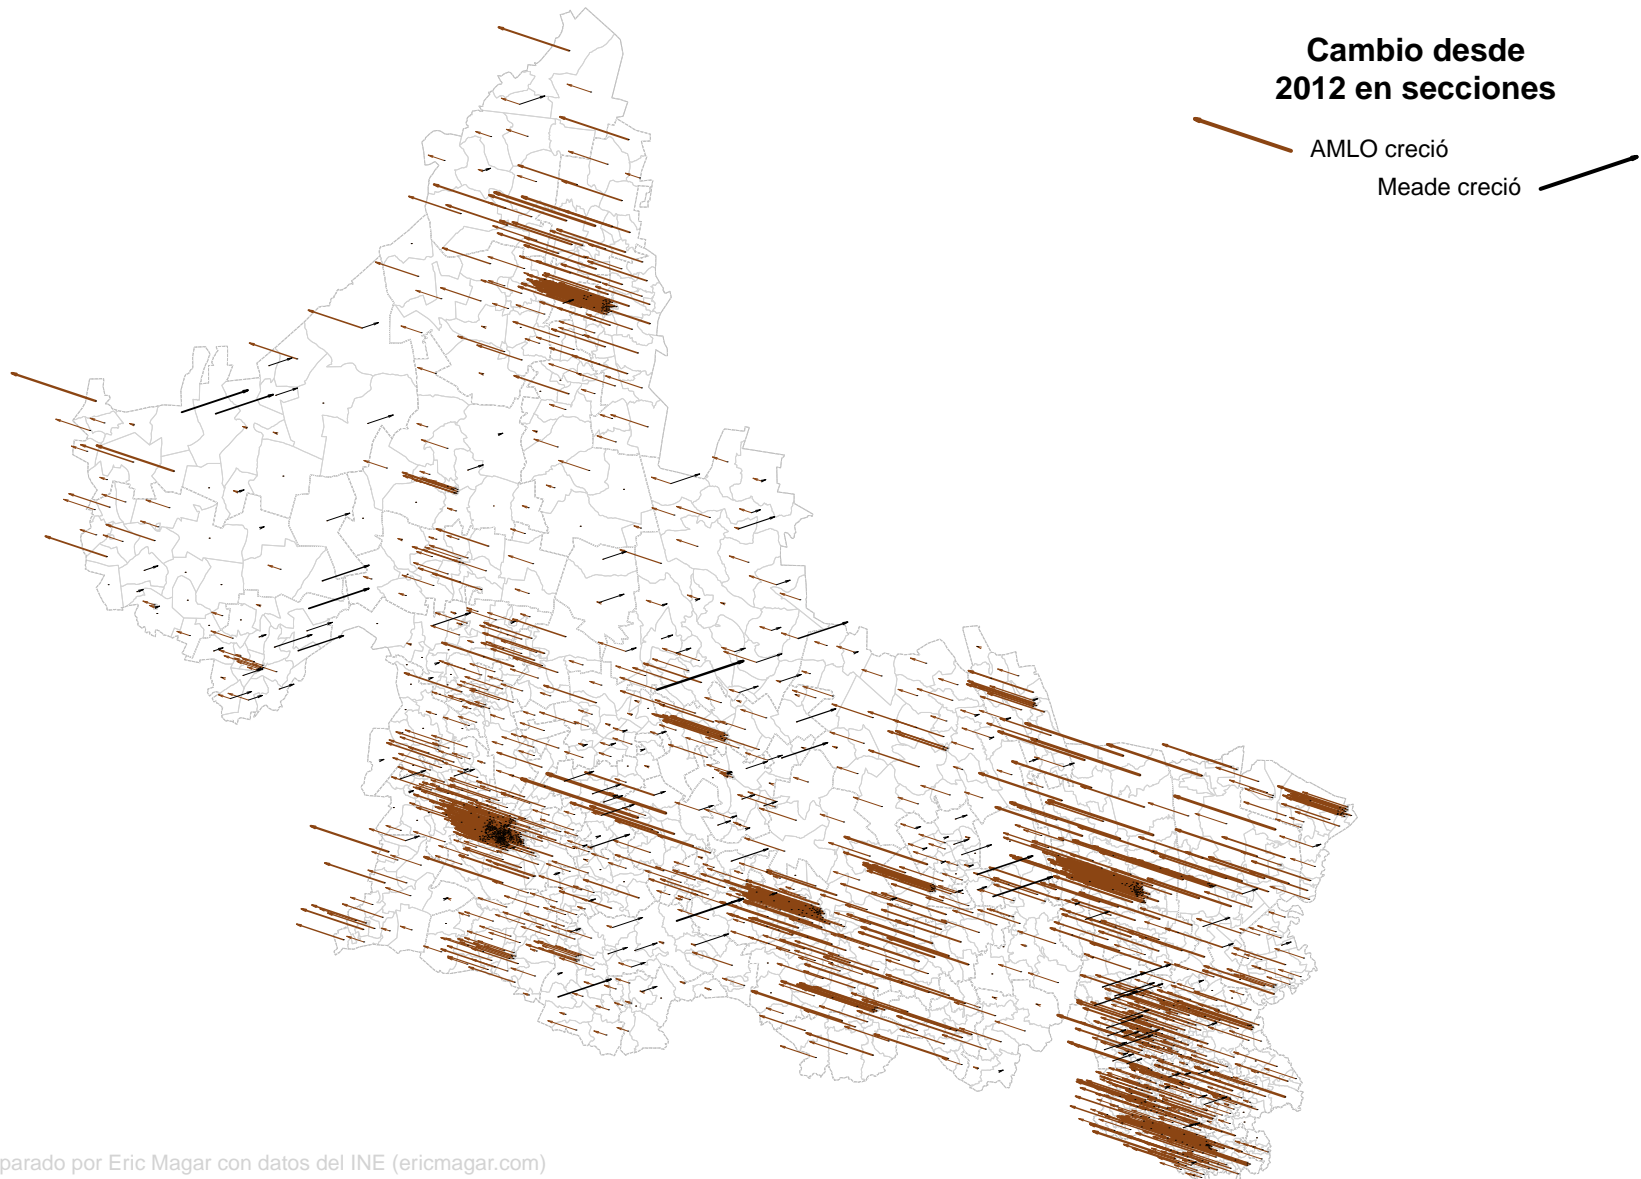 Cambio desde
2012 en secciones
AMLO creció
Meade creció
parado por Eric Magar con datos del INE (ericmagar.com)